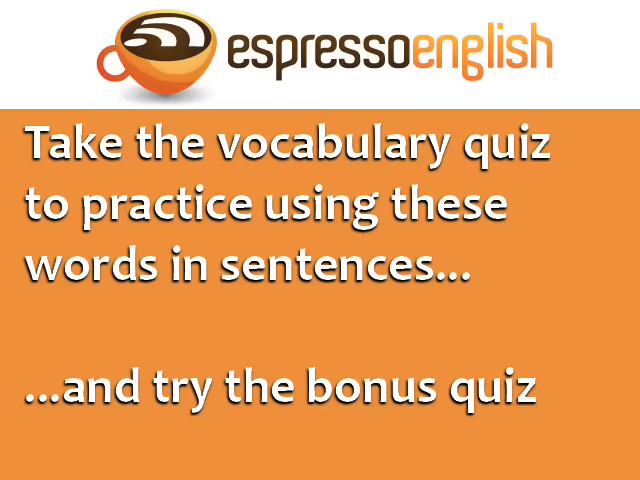 espressoenglish
Take the vocabulary quiz
to practice using these
words in sentences...
...and try the bonus quiz